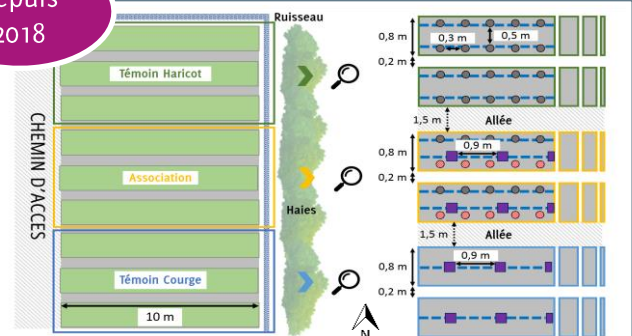 depuis
2018
Ruisseau
Témoin Haricot
CHEMIN D'ACCES
Association
Haies
Témoin Courge
10 m
N
0,8 m
0,3 m
0,5 m
0,2 m
1,5 m
Allée
0,8 m
0,9 m
0,2 m
1,5 m
Allée
0,9 m
0,8 m
0,2 m